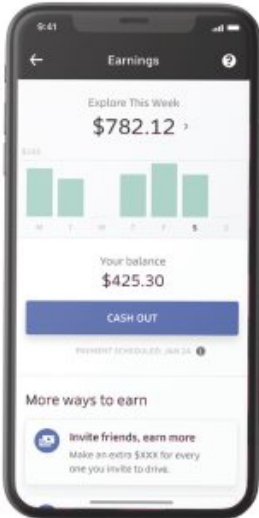 9:41
Earnings
Explore This Week
$782.12 ›
M T W T F S S
Your balance
$425.30
CASH OUT
PAYMENT SCHEDULED: JAN 24
More ways to earn
Invite friends, earn more
Make an extra $XXX for every
one you invite to drive.